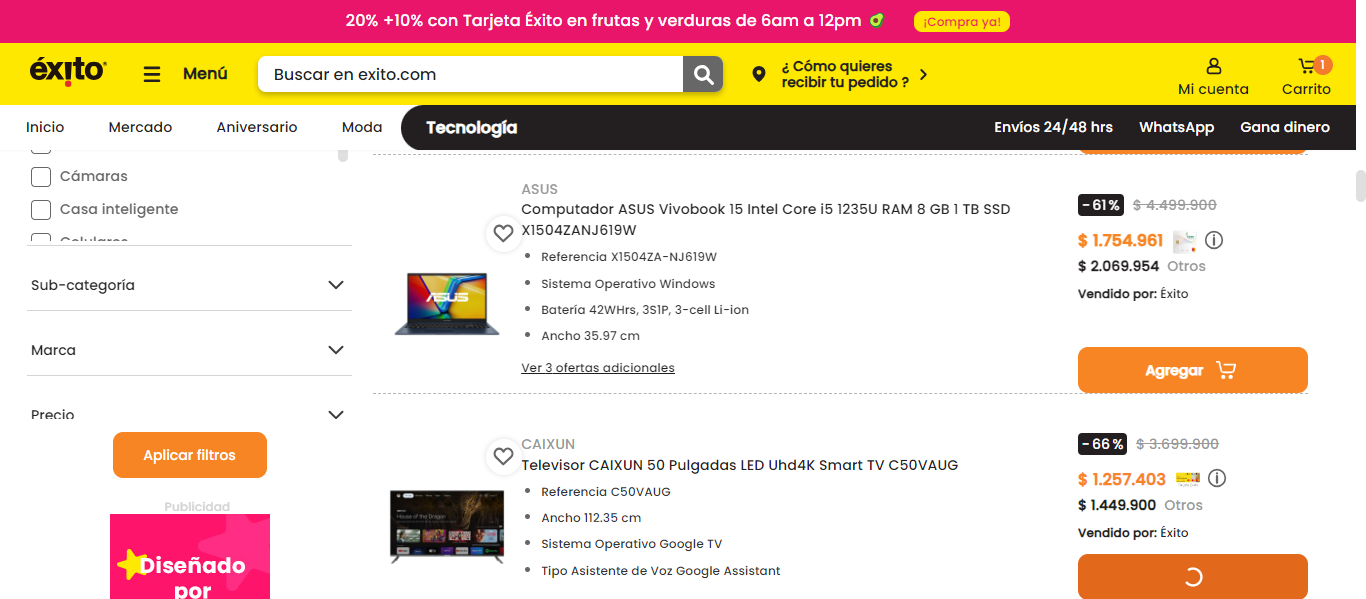 20% +10% con Tarjeta Éxito en frutas y verduras de 6am a 12pm
¡Compra ya!
éxito
Menú
Buscar en exito.com
¿ Cómo quieres
recibir tu pedido ?
Mi cuenta
1
Carrito
Inicio
Mercado
Aniversario
Moda
Tecnología
Envíos 24/48 hrs
WhatsApp
Gana dinero
Cámaras
Casa inteligente
Celulares
Sub-categoría
Marca
Precio
Aplicar filtros
Publicidad
Diseñado
por
ASUS
Computador ASUS Vivobook 15 Intel Core i5 1235U RAM 8 GB 1 TB SSD
X1504ZANJ619W
Referencia X1504ZA-NJ619W
Sistema Operativo Windows
Batería 42WHrs, 3S1P, 3-cell Li-ion
Ancho 35.97 cm
Ver 3 ofertas adicionales
ASUS
-61% $ 4.499.900
$ 1.754.961
$ 2.069.954 Otros
Vendido por: Éxito
Agregar
CAIXUN
Televisor CAIXUN 50 Pulgadas LED Uhd4K Smart TV C50VAUG
Referencia C50VAUG
Ancho 112.35 cm
Sistema Operativo Google TV
Tipo Asistente de Voz Google Assistant
House of the Dragon
-66% $ 3.699.900
$ 1.257.403
$ 1.449.900 Otros
Vendido por: Éxito